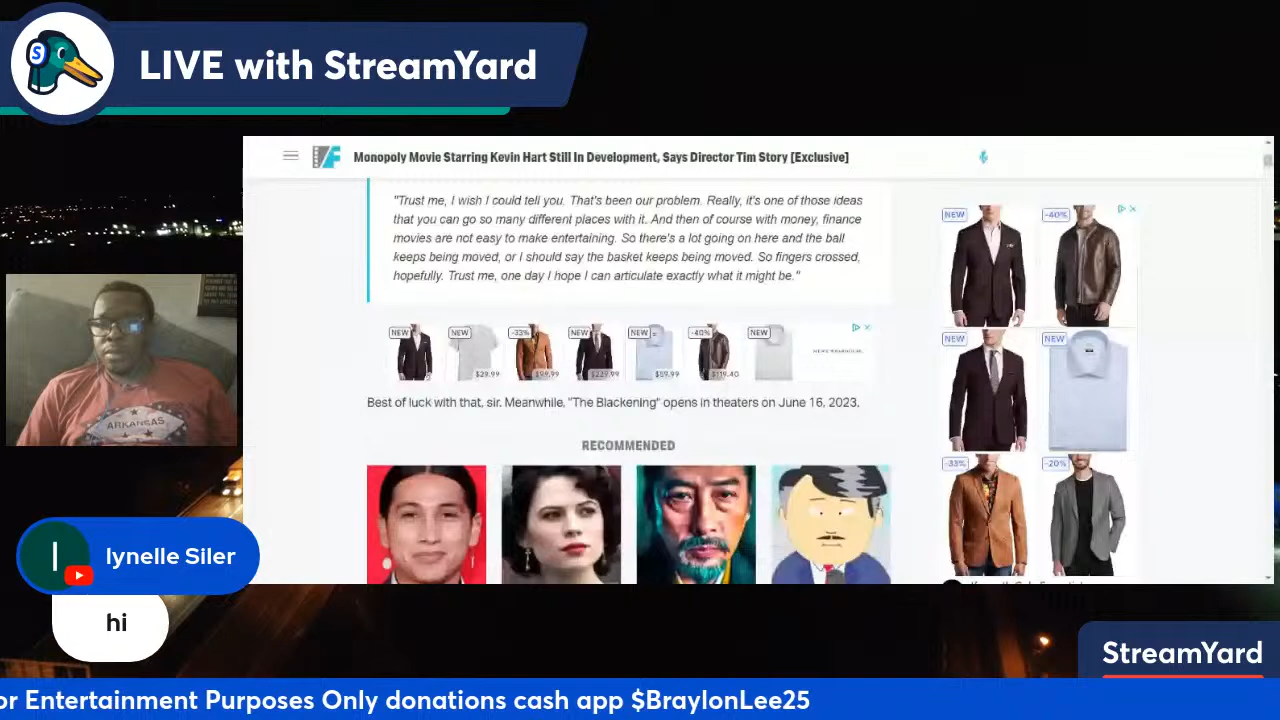 LIVE with StreamYard
Monopoly Movie Starring Kevin Hart Still In Development, Says Director Tim Story [Exclusive]
"Trust me, I wish I could tell you. That's been our problem. Really, it's one of those ideas
that you can go so many different places with it. And then of course with money, finance
movies are not easy to make entertaining. So there's a lot going on here and the ball
keeps being moved, or I should say the basket keeps being moved. So fingers crossed,
hopefully. Trust me, one day I hope I can articulate exactly what it might be."
NEW -40%
NEW NEW -33% NEW NEW -40% NEW
$29.99 $99.99 $239.99 $59.99 $119.40
NEW NEW
Best of luck with that, sir. Meanwhile, "The Blackening" opens in theaters on June 16, 2023.
RECOMMENDED
-33% -20%
ARKANSAS
lynelle Siler
hi
StreamYard
or Entertainment Purposes Only donations cash app $BraylonLee25